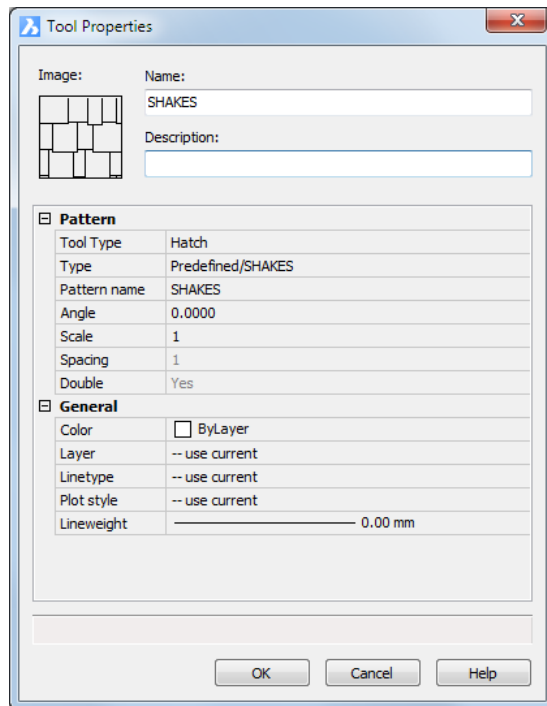 Tool Properties
Image:
Name:
SHAKES
Description:
Pattern
Tool Type Hatch
Type Predefined/SHAKES
Pattern name SHAKES
Angle 0.0000
Scale 1
Spacing 1
Double Yes
General
Color ByLayer
Layer -- use current
Linetype -- use current
Plot style -- use current
Lineweight 0.00 mm
OK Cancel Help